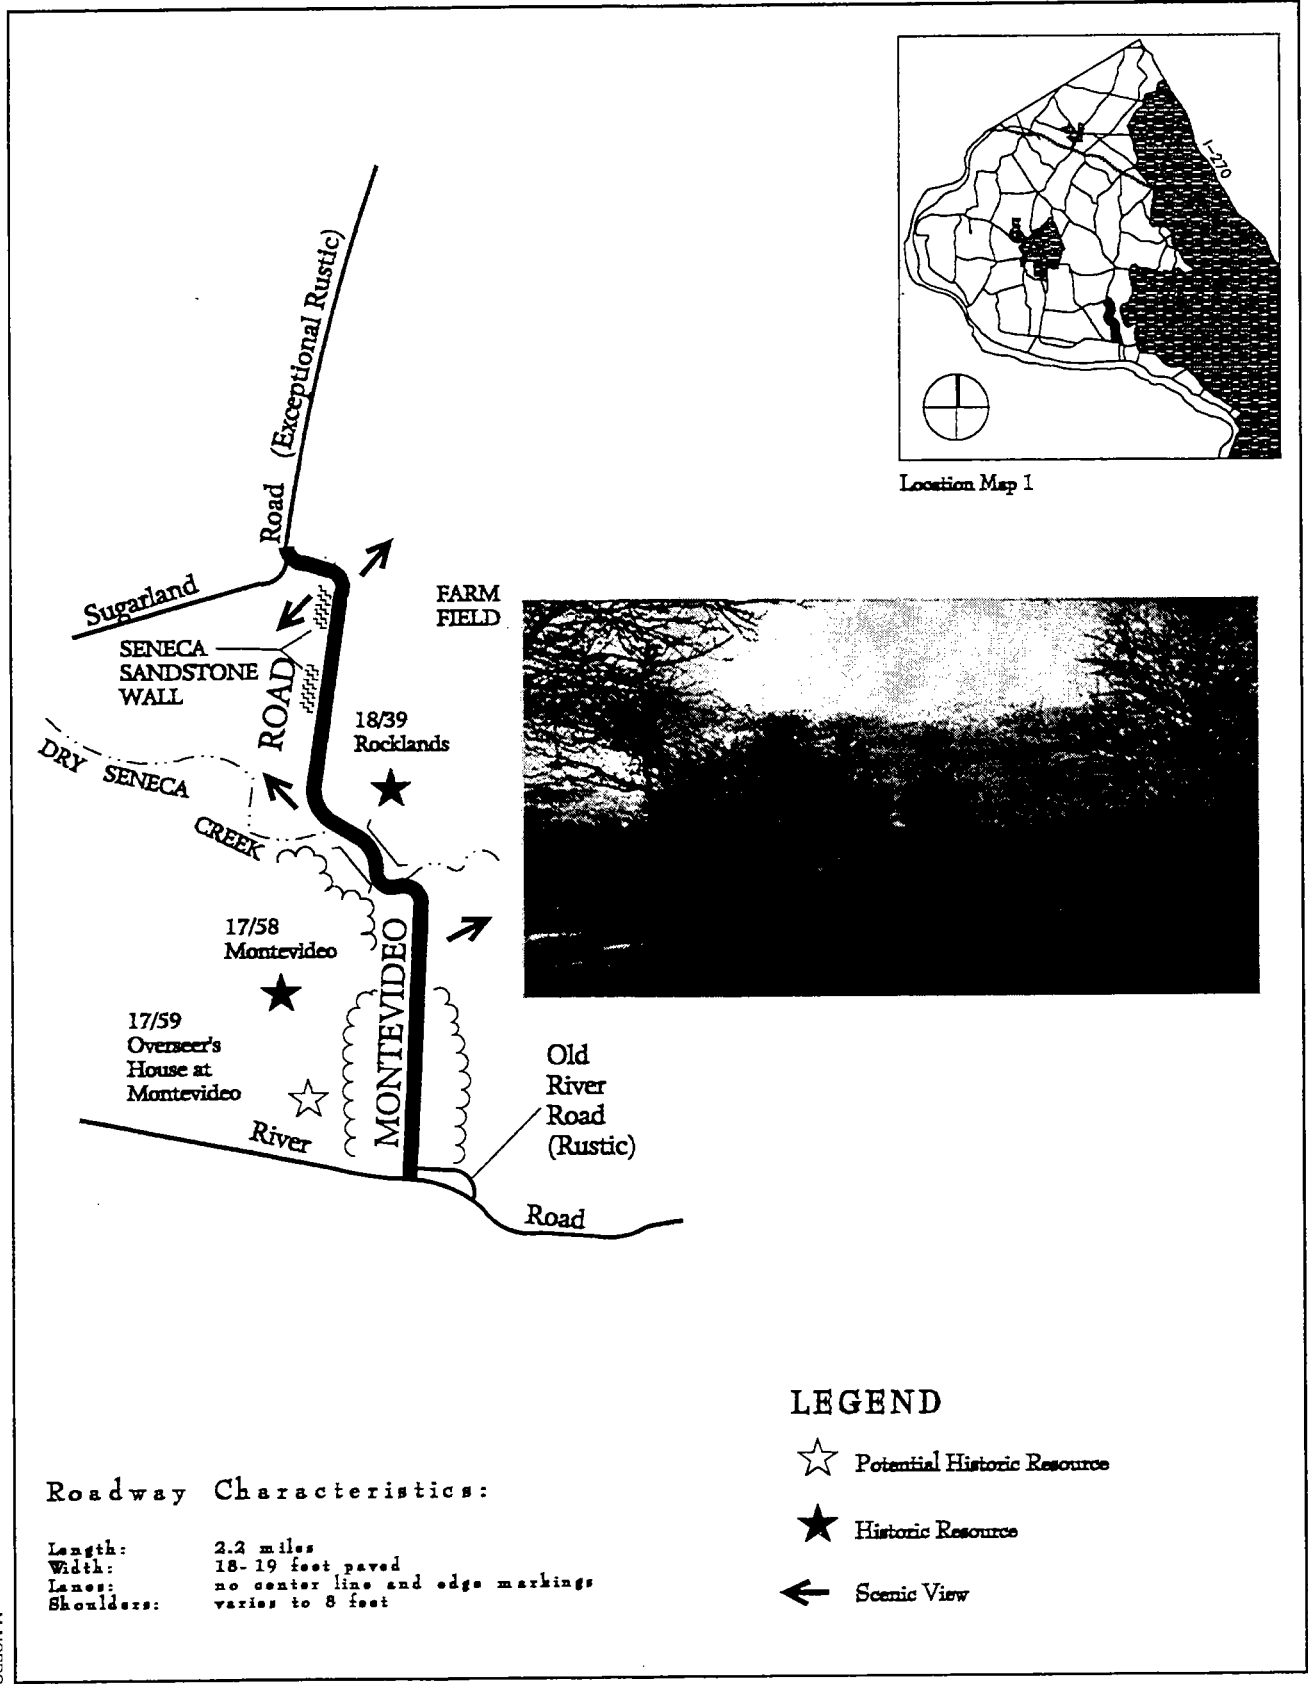 I-270
Location Map 1
Road (Exceptional Rustic)
Sugarland
FARM
FIELD
SENECA
SANDSTONE
WALL
ROAD
18/39
Rocklands
DRY SENECA
CREEK
17/58
Montevideo
MONTEVIDEO
17/59
Overseer's
House at
Montevideo
Old
River
Road
(Rustic)
River
Road
LEGEND
Potential Historic Resource
Historic Resource
Scenic View
Roadway Characteristics:
Length: 2.2 miles
Width: 18-19 feet paved
Lanes: no center line and edge markings
Shoulders: varies to 8 feet